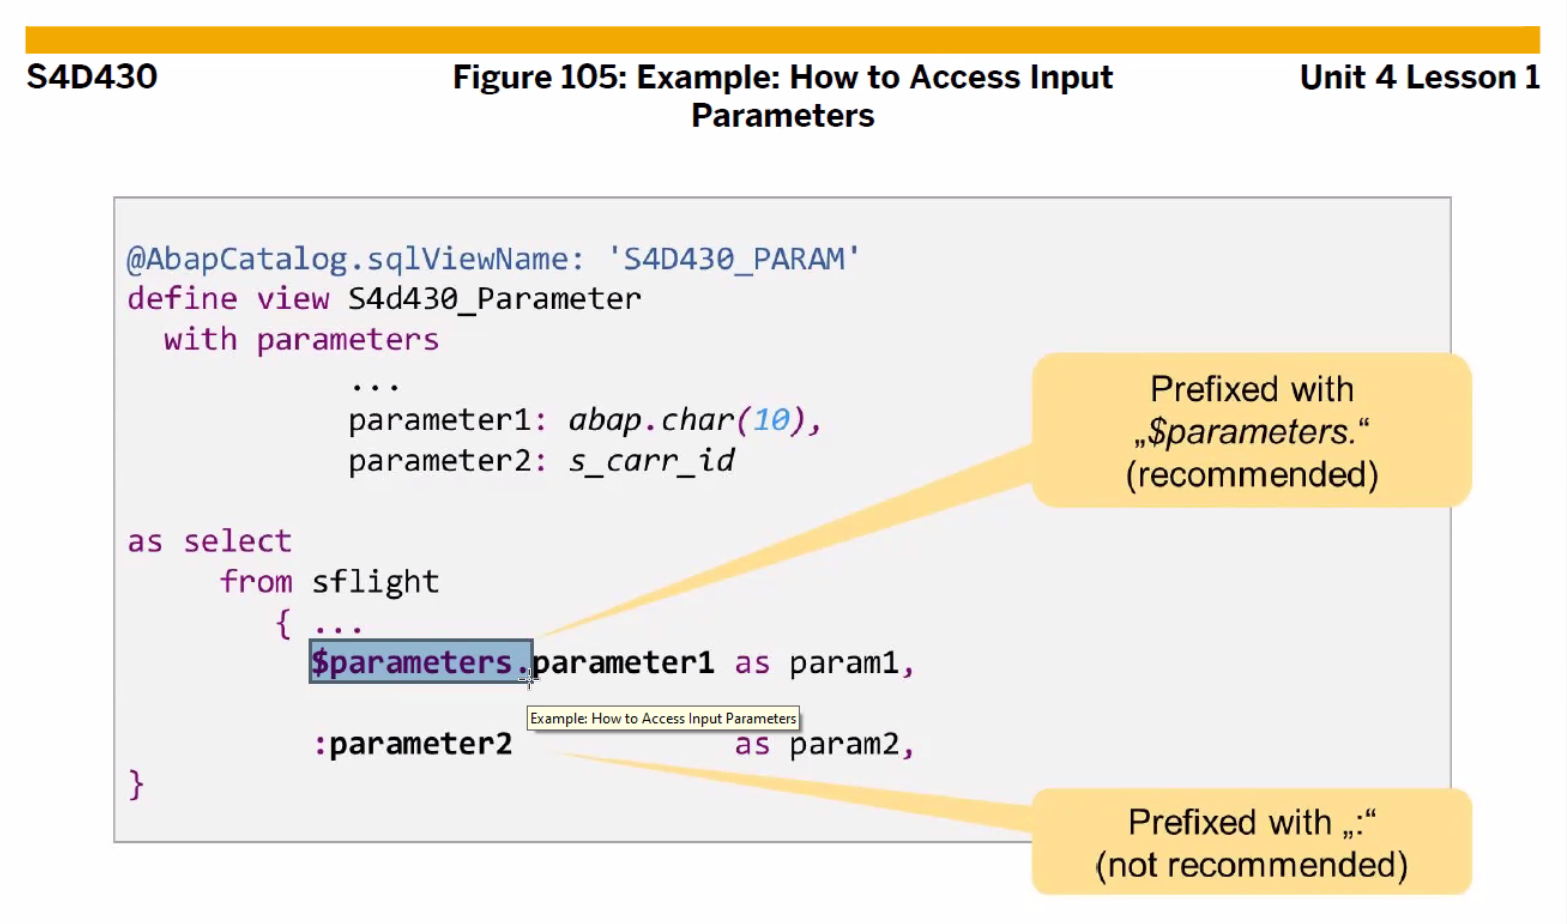 S4D430
Figure 105: Example: How to Access Input
Parameters
Unit 4 Lesson 1
@AbapCatalog.sqlViewName: 'S4D430_PARAM'
define view S4d430_Parameter
with parameters
...
parameter1: abap.char(10),
parameter2: s_carr_id
Prefixed with
„$parameters.“
(recommended)
as select
from sflight
{ ...
$parameters.parameter1 as param1,
Example: How to Access Input Parameters
:parameter2 as param2,
}
Prefixed with „:“
(not recommended)